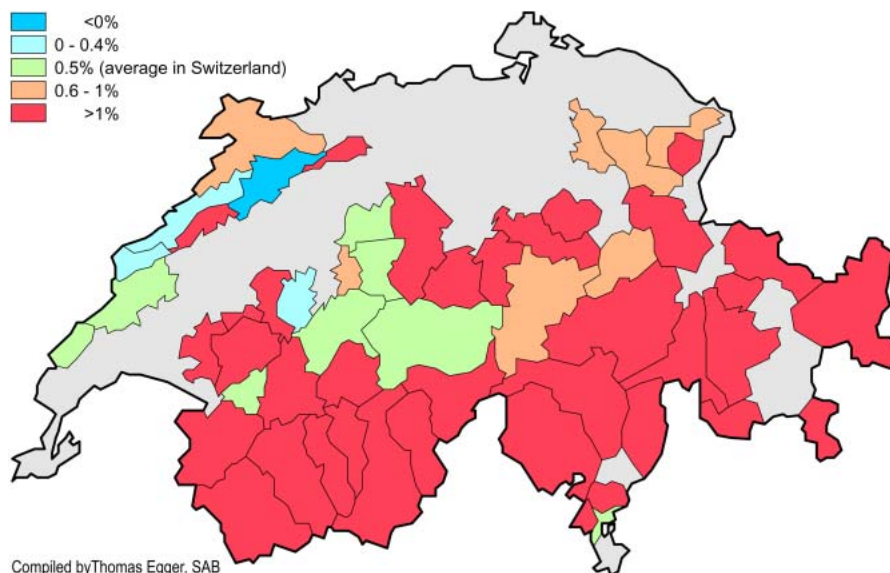 <0%
0 - 0.4%
0.5% (average in Switzerland)
0.6 - 1%
>1%
Compiled byThomas Egger, SAB